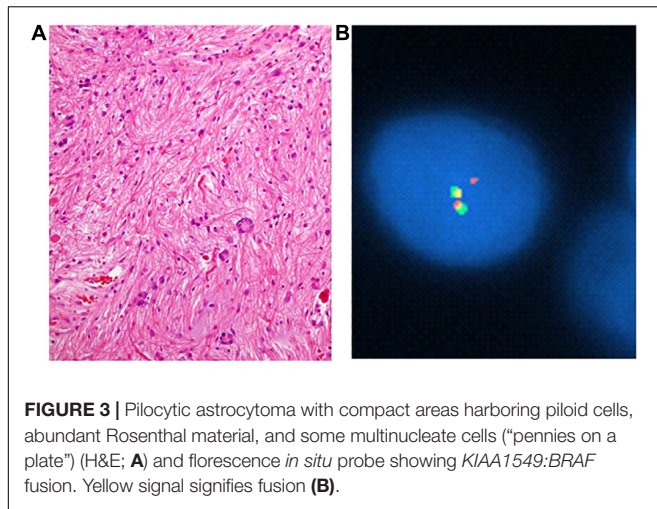 A B
FIGURE 3 | Pilocytic astrocytoma with compact areas harboring piloid cells,
abundant Rosenthal material, and some multinucleate cells (“pennies on a
plate”) (H&E; A) and florescence in situ probe showing KIAA1549:BRAF
fusion. Yellow signal signifies fusion (B).